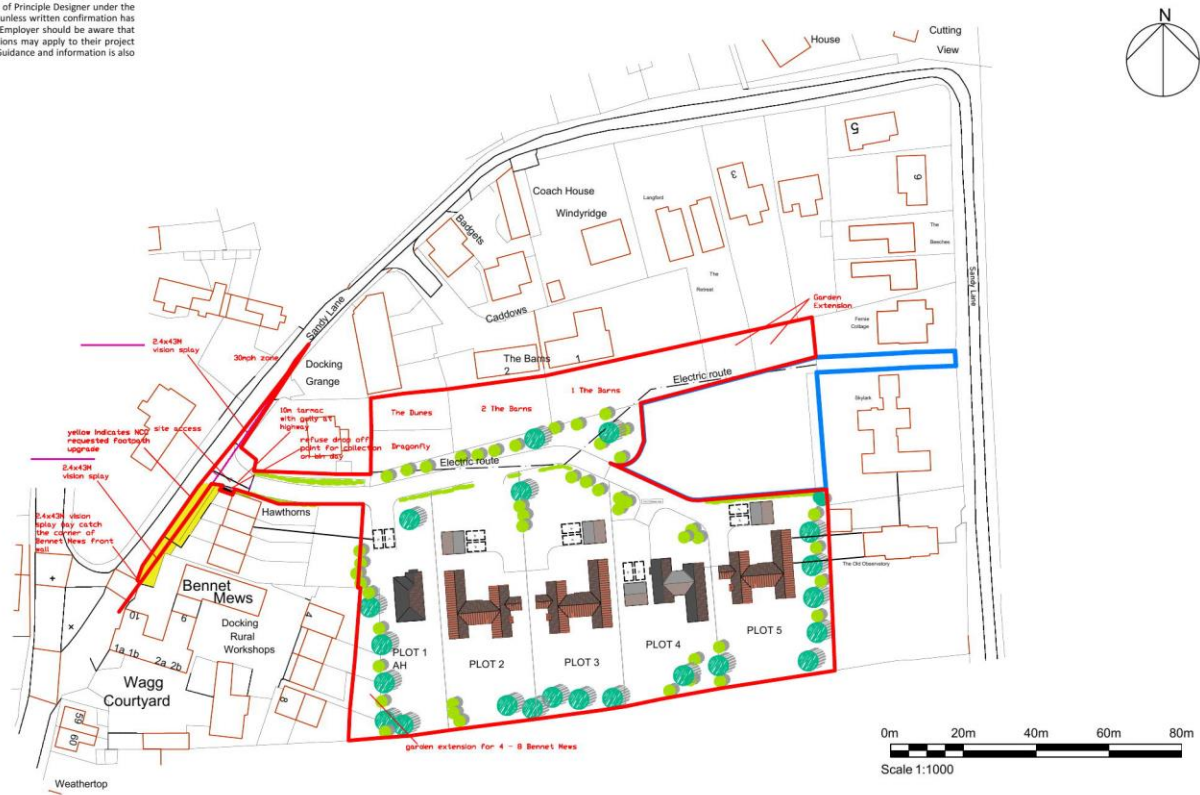 of Principle Designer under the
unless written confirmation has
Employer should be aware that
ions may apply to their project
Guidance and information is also
N
House
Cutting
View
5
6
Coach House
Windyridge
Langford
3
The
Beeches
Badgets
The
Retreat
Sandy Lane
Caddows
Garden
Extension
Fernie
Cottage
Sandy Lane
2.4x43M
vision splay
30mph zone
Docking
Grange
The Barns
2
1
Electric route
1 The Barns
2 The Barns
The Dunes
Skylark
10m tarmac
with gully at
highway
yellow indicates NCC
requested footpath
upgrade
site access
refuse drop off
point for collection
on bin day
Dragonfly
Electric route
2.4x43M
vision splay
Hawthorns
2.4x43M vision
splay may catch
the corner of
Bennet Mews front
wall
The Old Observatory
Bennet
Mews
10
9
4
Docking
Rural
Workshops
1a 1b
2a 2b
PLOT 1
AH
PLOT 2
PLOT 3
PLOT 4
PLOT 5
Wagg
Courtyard
8
59
60
garden extension for 4 - 8 Bennet Mews
0m 20m 40m 60m 80m
Scale 1:1000
Weathertop